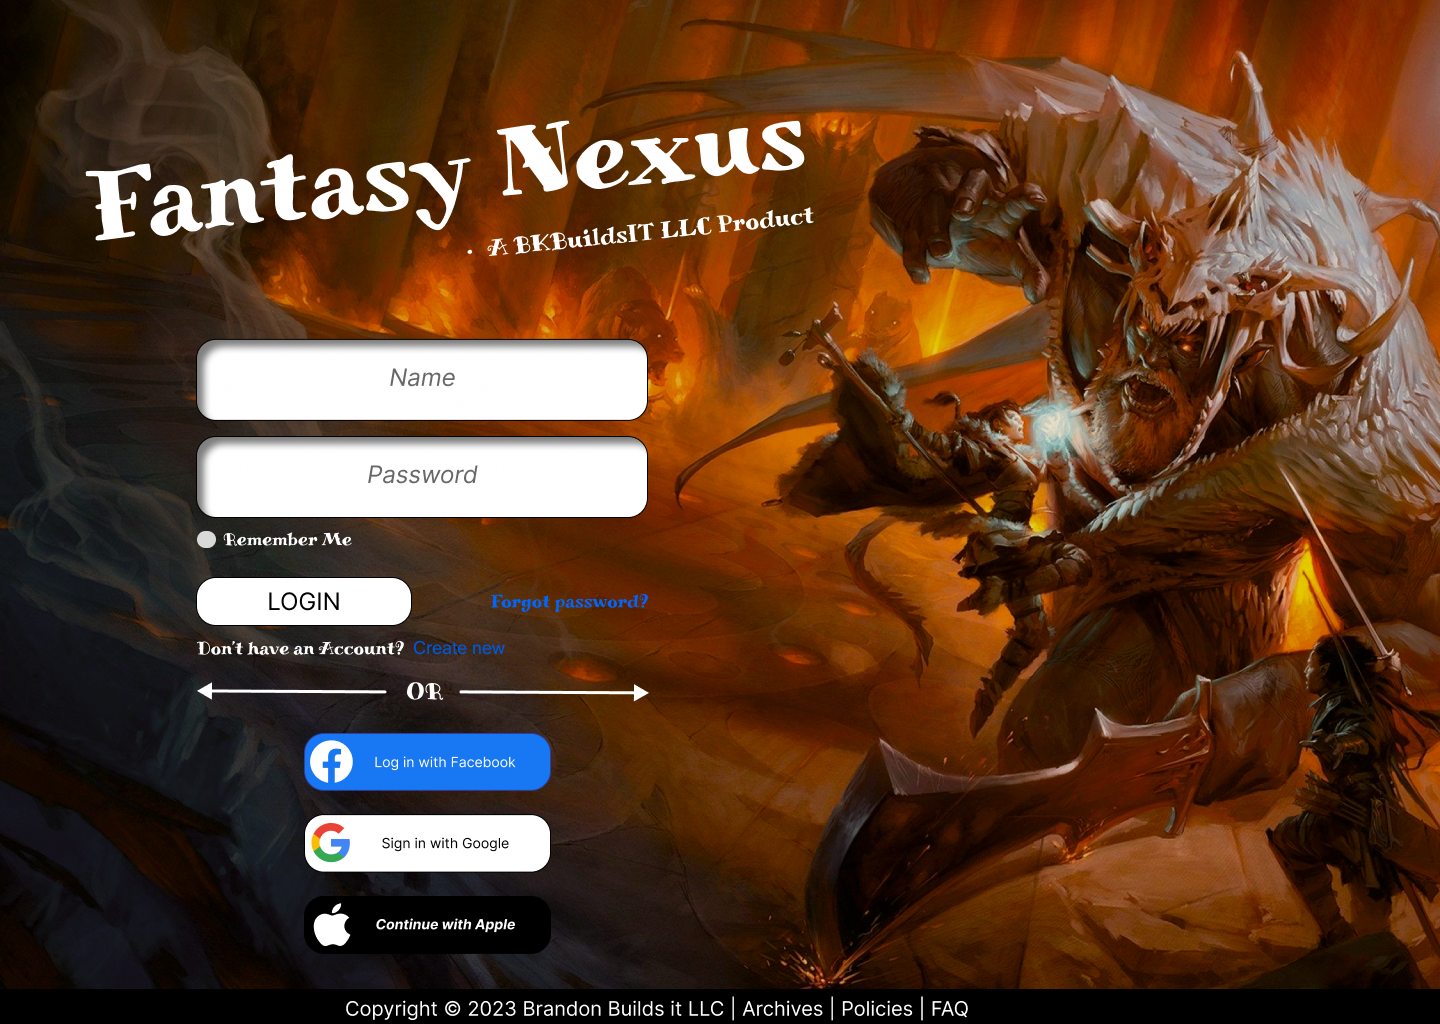 Fantasy Nexus
· A BKBuildsIT LLC Product
Name
Password
Remember Me
LOGIN
Forgot password?
Don't have an Account? Create new
OR
Log in with Facebook
Sign in with Google
Continue with Apple
Copyright © 2023 Brandon Builds it LLC | Archives | Policies | FAQ